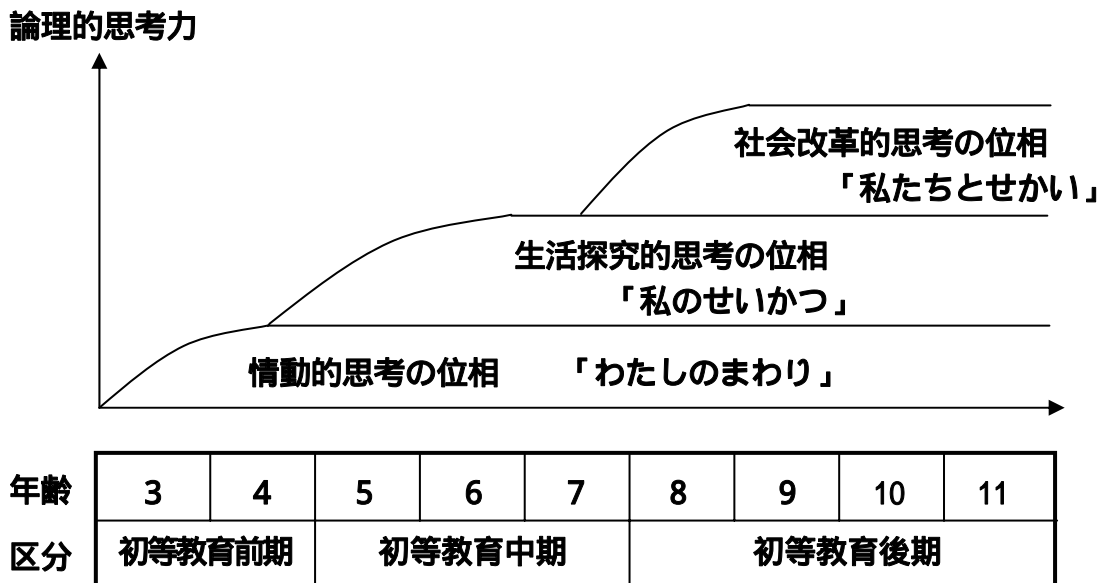 論理的思考力
社会改革的思考の位相
「私たちとせかい」
生活探究的思考の位相
「私のせいかつ」
情動的思考の位相 「わたしのまわり」
年齢 3 4 5 6 7 8 9 10 11
区分 初等教育前期 初等教育中期 初等教育後期